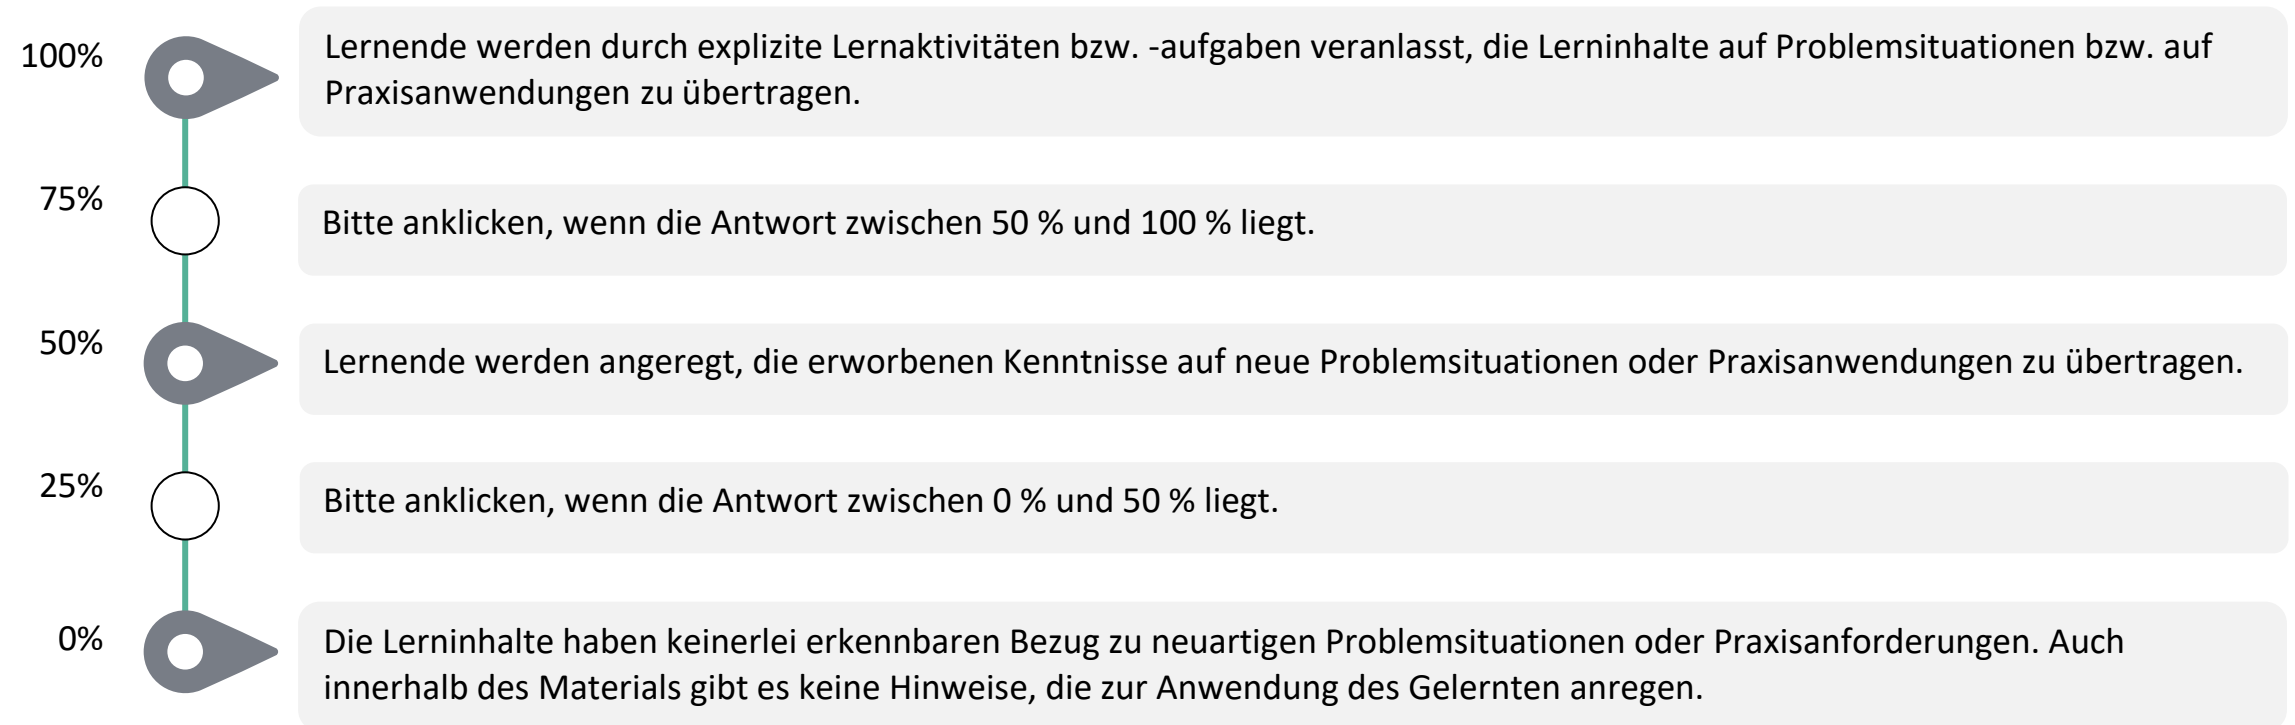 100%
Lernende werden durch explizite Lernaktivitäten bzw. -aufgaben veranlasst, die Lerninhalte auf Problemsituationen bzw. auf
Praxisanwendungen zu übertragen.
75%
Bitte anklicken, wenn die Antwort zwischen 50 % und 100 % liegt.
50%
Lernende werden angeregt, die erworbenen Kenntnisse auf neue Problemsituationen oder Praxisanwendungen zu übertragen.
25%
Bitte anklicken, wenn die Antwort zwischen 0 % und 50 % liegt.
0%
Die Lerninhalte haben keinerlei erkennbaren Bezug zu neuartigen Problemsituationen oder Praxisanforderungen. Auch
innerhalb des Materials gibt es keine Hinweise, die zur Anwendung des Gelernten anregen.